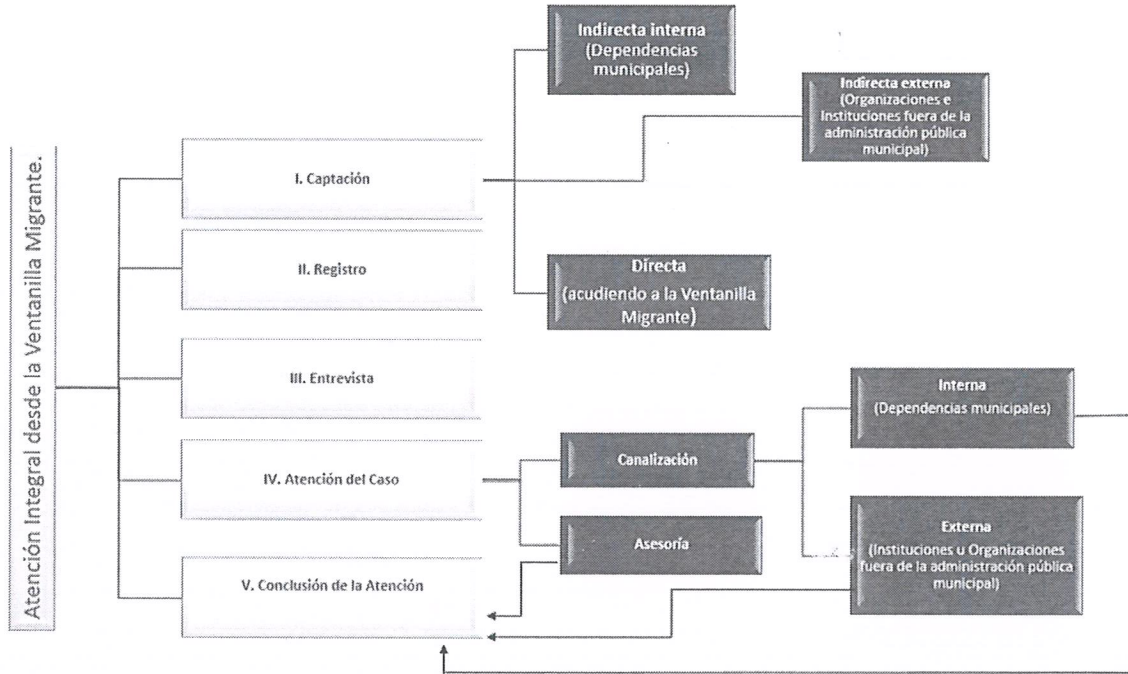 Atención Integral desde la Ventanilla Migrante.
I. Captación
Indirecta interna
(Dependencias
municipales)
Indirecta externa
(Organizaciones e
Instituciones fuera de la
administración pública
municipal)
Directa
(acudiendo a la Ventanilla
Migrante)
II. Registro
III. Entrevista
IV. Atención del Caso
Canalización
Interna
(Dependencias municipales)
Externa
(Instituciones u Organizaciones
fuera de la administración pública
municipal)
Asesoría
V. Conclusión de la Atención